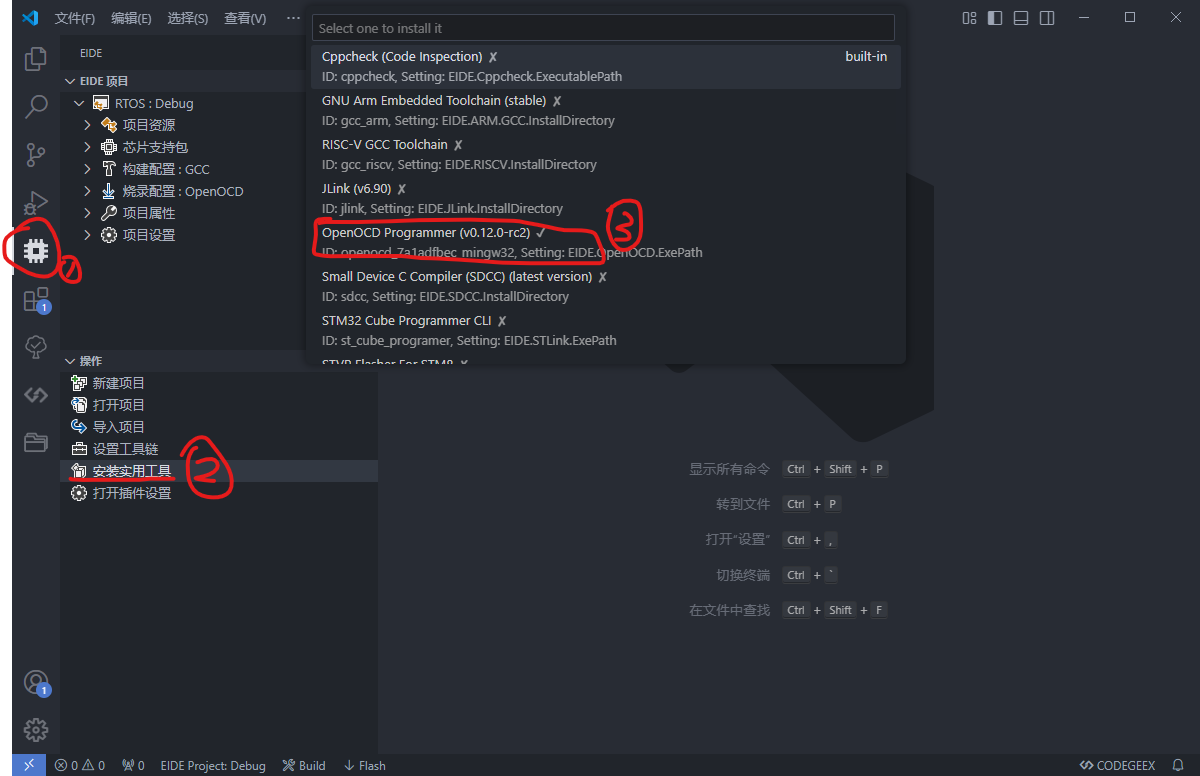 文件(F) 编辑(E) 选择(S) 查看(V) ···
Select one to install it
Cppcheck (Code Inspection) ✗ built-in
ID: cppcheck, Setting: EIDE.Cppcheck.ExecutablePath
GNU Arm Embedded Toolchain (stable) ✗
ID: gcc_arm, Setting: EIDE.ARM.GCC.InstallDirectory
RISC-V GCC Toolchain ✗
ID: gcc_riscv, Setting: EIDE.RISCV.InstallDirectory
JLink (v6.90) ✗
ID: jlink, Setting: EIDE.JLink.InstallDirectory
OpenOCD Programmer (v0.12.0-rc2) ✓
ID: openocd_7a1adfbec_mingw32, Setting: EIDE.OpenOCD.ExePath
Small Device C Compiler (SDCC) (latest version) ✗
ID: sdcc, Setting: EIDE.SDCC.InstallDirectory
STM32 Cube Programmer CLI ✗
ID: st_cube_programer, Setting: EIDE.STLink.ExePath
STVP Flasher For STM8 ✗
3
EIDE
EIDE 项目
RTOS : Debug
项目资源
芯片支持包
构建配置 : GCC
烧录配置 : OpenOCD
项目属性
项目设置
1
1
操作
新建项目
打开项目
导入项目
设置工具链
安装实用工具
2
打开插件设置
显示所有命令 Ctrl + Shift + P
转到文件 Ctrl + P
打开“设置” Ctrl + ,
切换终端 Ctrl + `
在文件中查找 Ctrl + Shift + F
1
0 0 0 EIDE Project: Debug Build Flash CODEGEEX